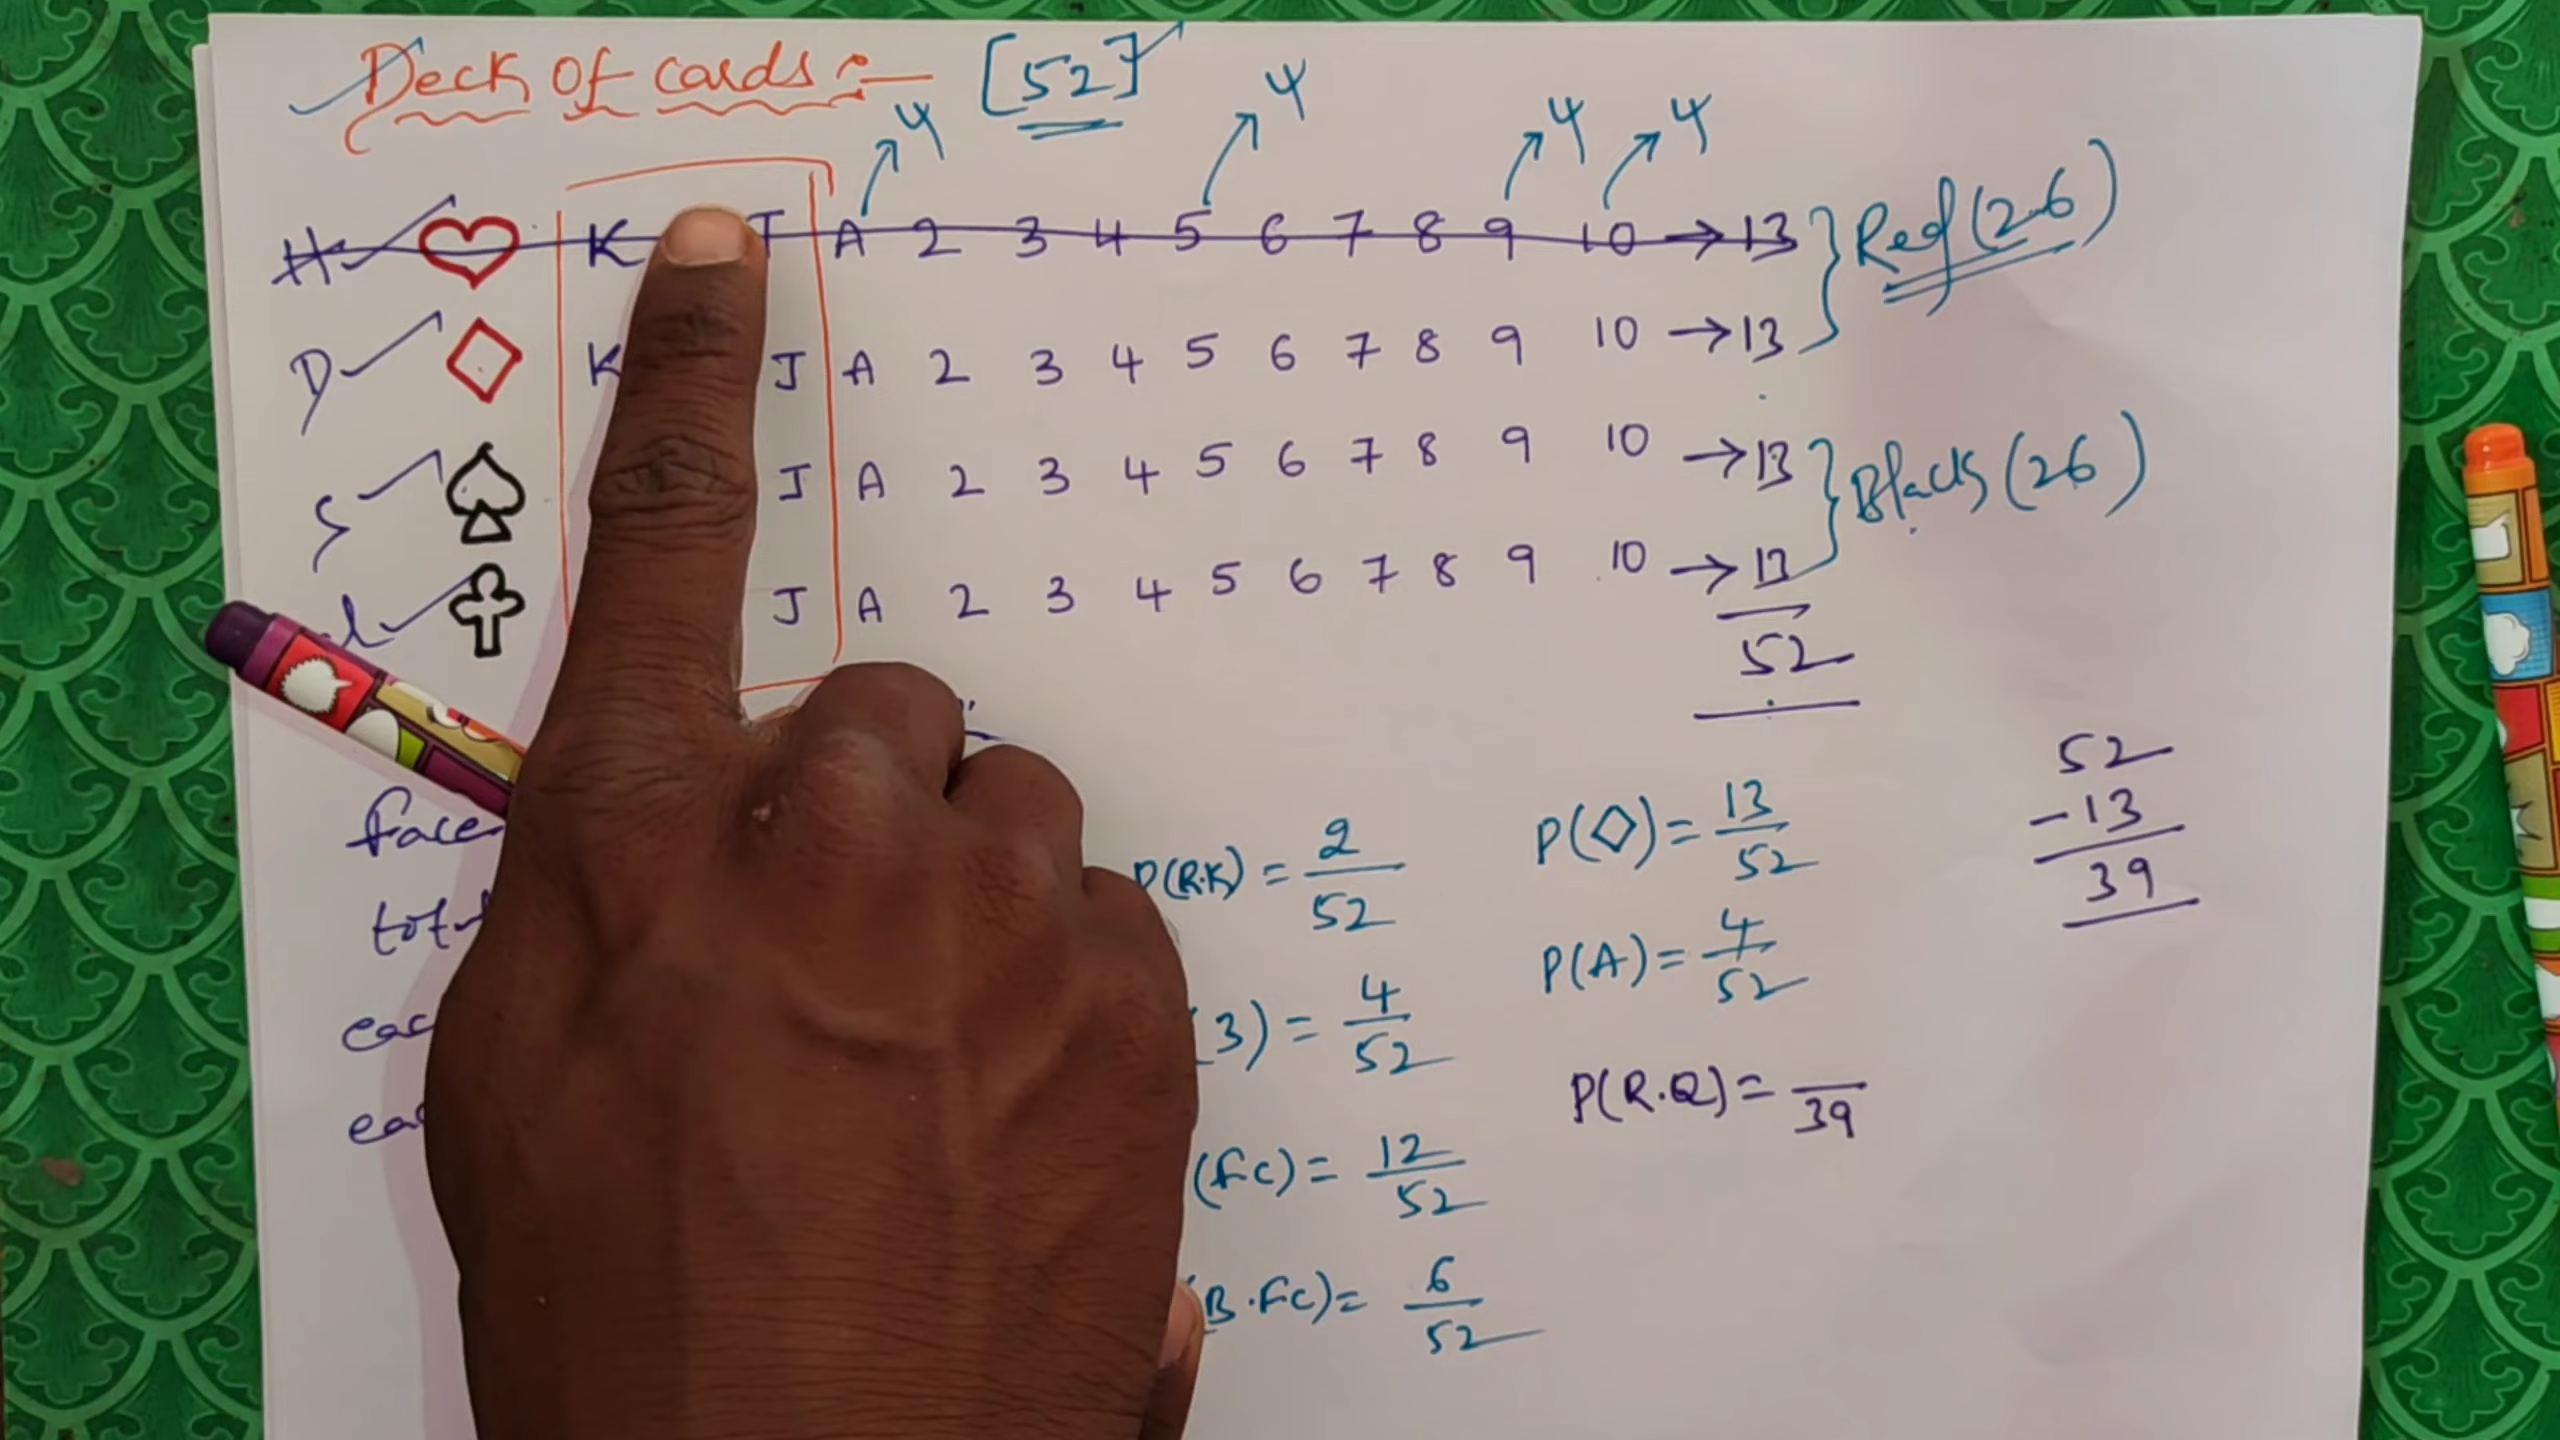 Deck of cards :- [52]
4 4 4 4
H ♡ K J A 2 3 4 5 6 7 8 9 10 → 13 } Red (26)
D ◇ K J A 2 3 4 5 6 7 8 9 10 → 13
S ♤ J A 2 3 4 5 6 7 8 9 10 → 13 } Black (26)
♧ J A 2 3 4 5 6 7 8 9 10 → 13
52
face
P(R.K) = 2/52
P(◇) = 13/52
52 - 13 = 39
3) = 4/52
P(A) = 4/52
(Fc) = 12/52
P(R.Q) = /39
B.Fc) = 6/52